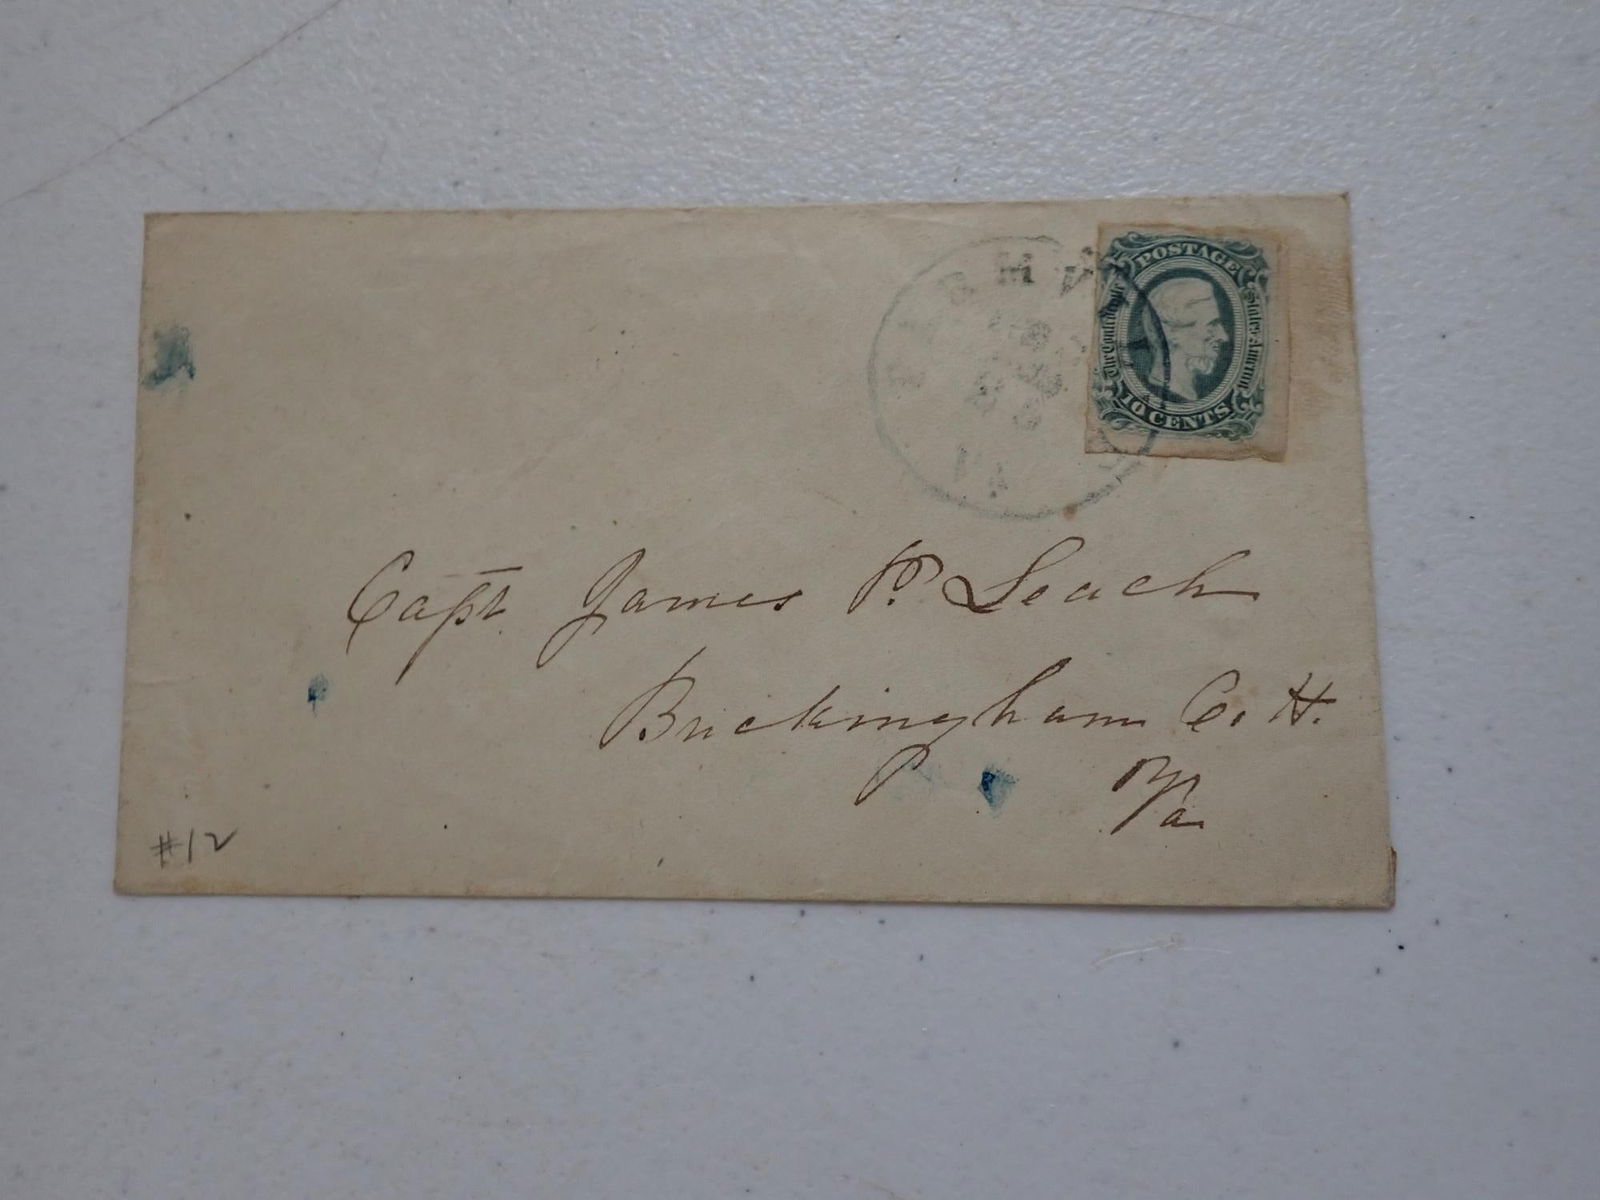 POSTAGE
The Confederate States America
10 CENTS
Capt. James P. Leach
Buckingham C. H.
Va
#12